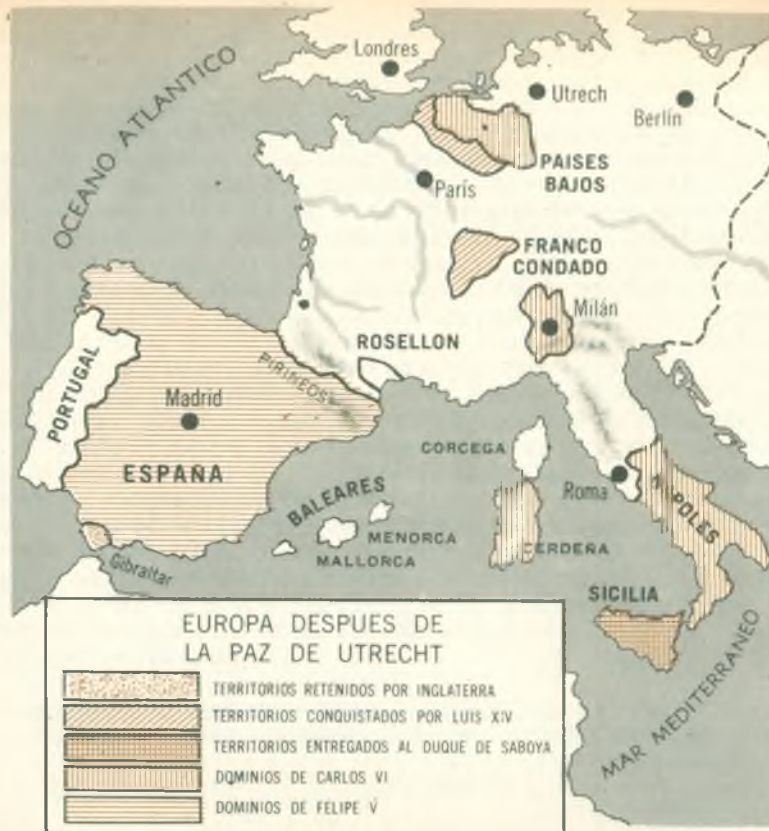 Londres
OCEANO ATLANTICO
Utrech
Berlín
PAISES
BAJOS
París
FRANCO
CONDADO
Milán
ROSELLON
PIRINEOS
PORTUGAL
Madrid
ESPAÑA
CORCEGA
BALEARES
Roma
NAPOLES
MENORCA
MALLORCA
CERDEÑA
Gibraltar
SICILIA
MAR MEDITERRANEO
EUROPA DESPUES DE
LA PAZ DE UTRECHT
TERRITORIOS RETENIDOS POR INGLATERRA
TERRITORIOS CONQUISTADOS POR LUIS XIV
TERRITORIOS ENTREGADOS AL DUQUE DE SABOYA
DOMINIOS DE CARLOS VI
DOMINIOS DE FELIPE V